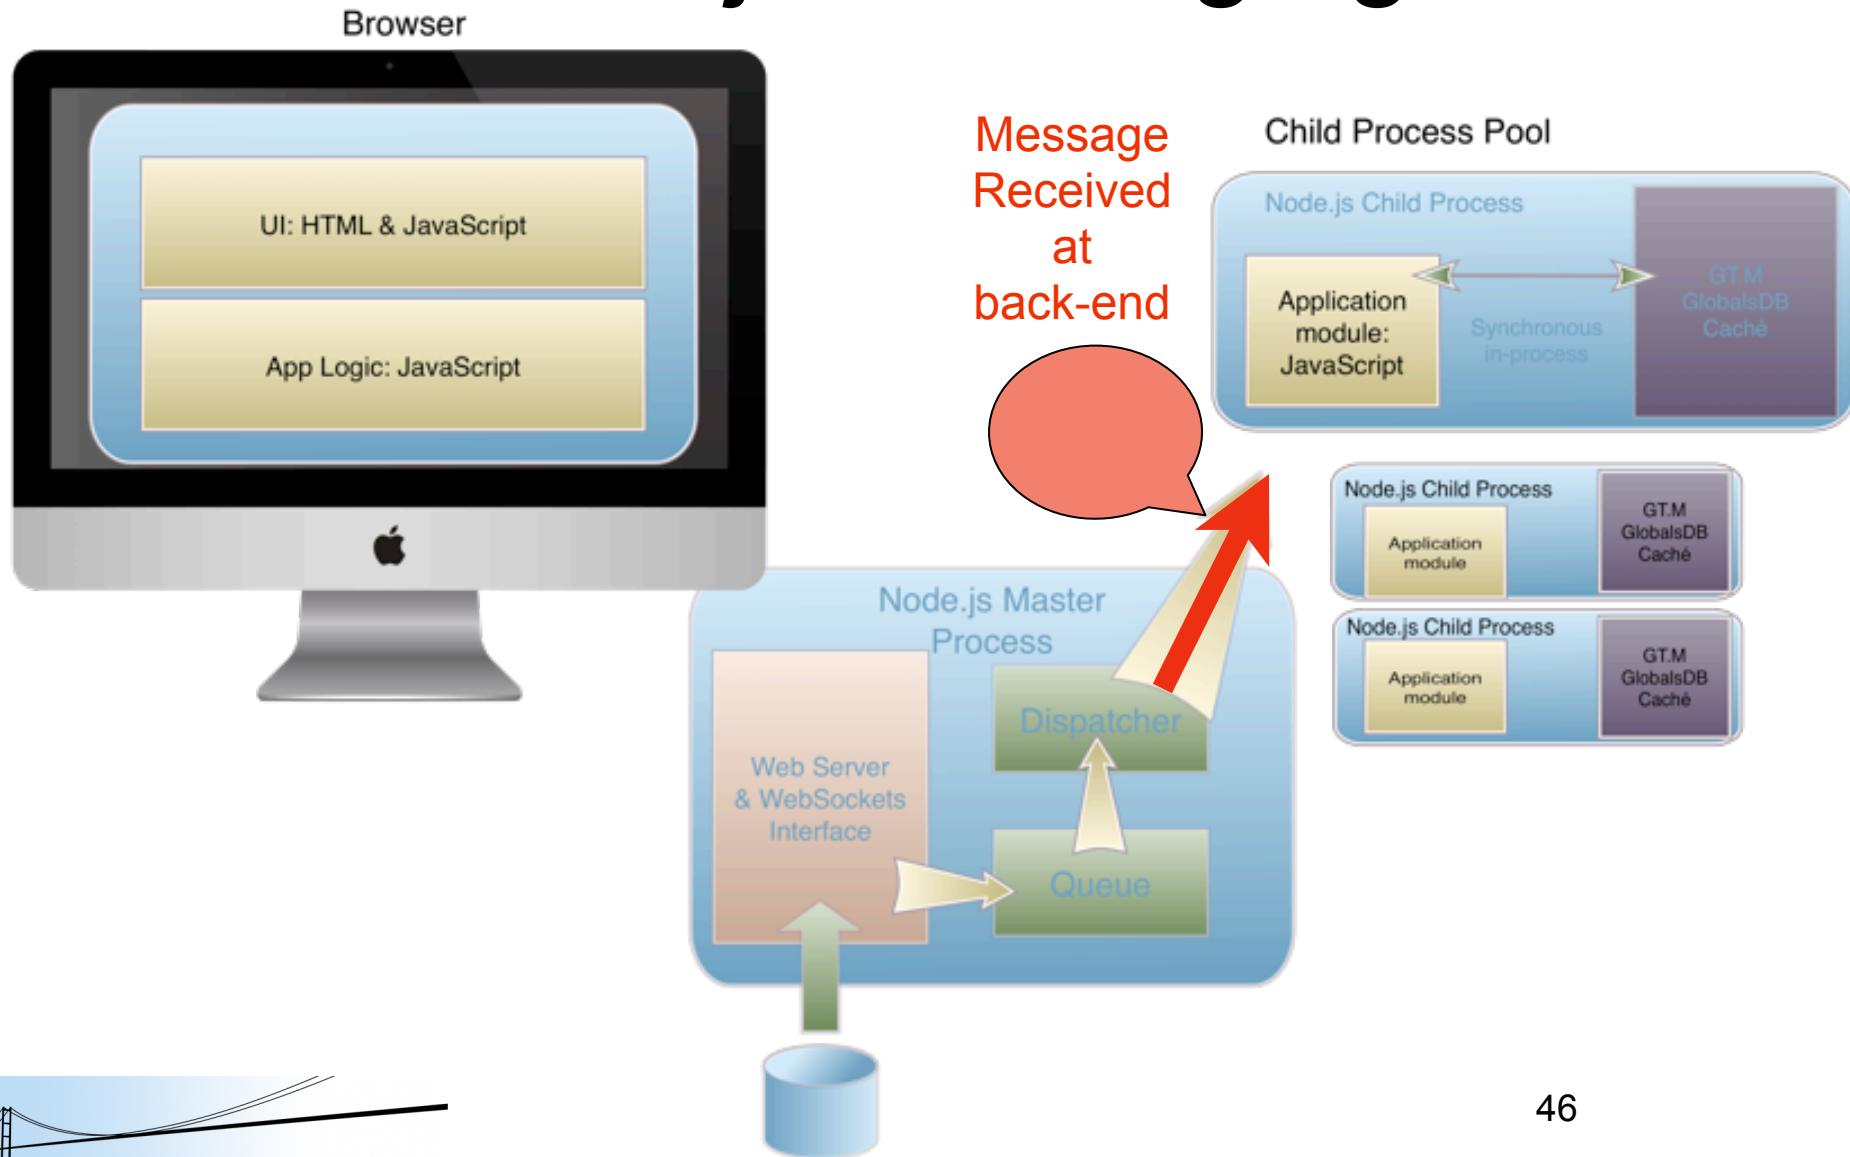 Browser
UI: HTML & JavaScript
App Logic: JavaScript
Message
Received
at
back-end
Child Process Pool
Node.js Child Process
Application
module:
JavaScript
Synchronous
in-process
GT.M
GlobalsDB
Caché
Node.js Child Process
Application
module
GT.M
GlobalsDB
Caché
Node.js Child Process
Application
module
GT.M
GlobalsDB
Caché
Node.js Master
Process
Web Server
& WebSockets
Interface
Dispatcher
Queue
46